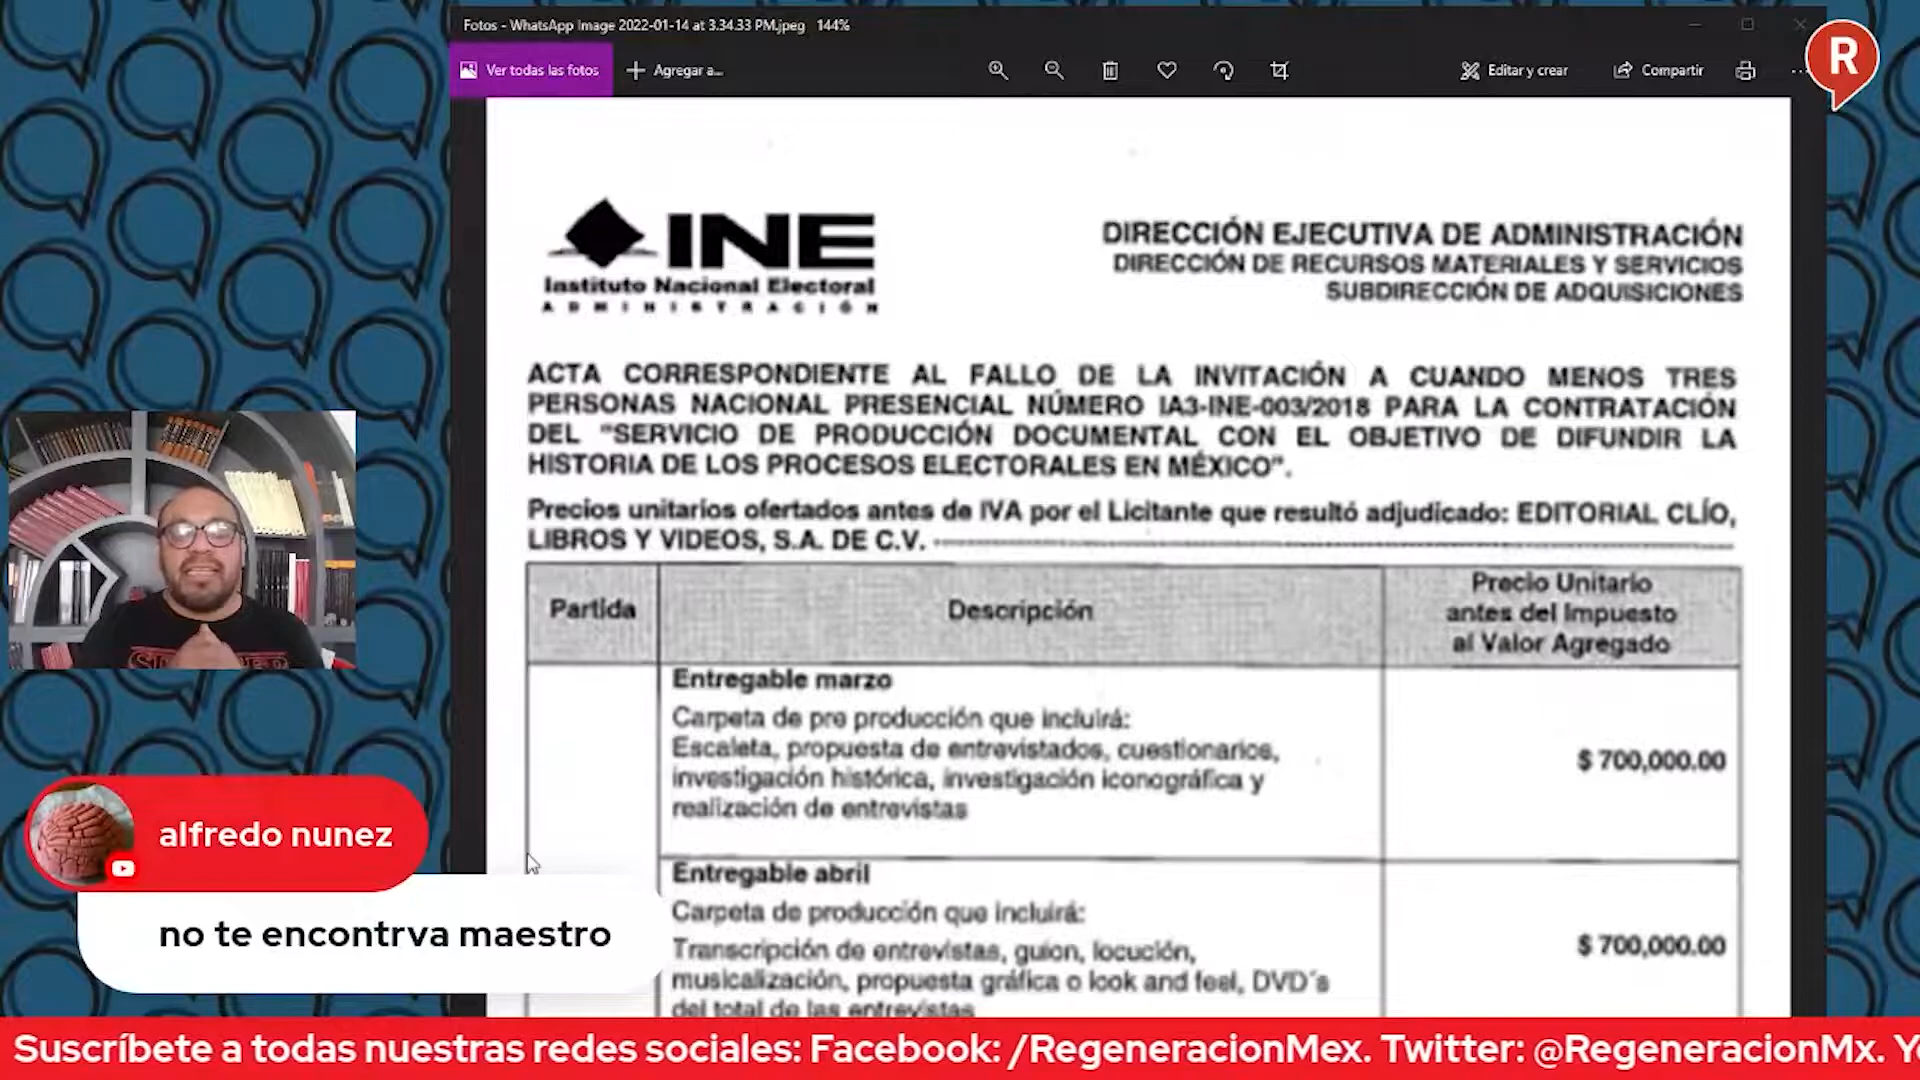 Fotos - WhatsApp Image 2022-01-14 at 3.34.33 PM.jpeg 144%
Ver todas las fotos
Agregar a...
Editar y crear
Compartir
R
INE
Instituto Nacional Electoral
ADMINISTRACIÓN
DIRECCIÓN EJECUTIVA DE ADMINISTRACIÓN
DIRECCIÓN DE RECURSOS MATERIALES Y SERVICIOS
SUBDIRECCIÓN DE ADQUISICIONES
ACTA CORRESPONDIENTE AL FALLO DE LA INVITACIÓN A CUANDO MENOS TRES
PERSONAS NACIONAL PRESENCIAL NÚMERO IA3-INE-003/2018 PARA LA CONTRATACIÓN
DEL "SERVICIO DE PRODUCCIÓN DOCUMENTAL CON EL OBJETIVO DE DIFUNDIR LA
HISTORIA DE LOS PROCESOS ELECTORALES EN MÉXICO".
Precios unitarios ofertados antes de IVA por el Licitante que resultó adjudicado: EDITORIAL CLÍO,
LIBROS Y VIDEOS, S.A. DE C.V.
Partida
Descripción
Precio Unitario
antes del Impuesto
al Valor Agregado
Entregable marzo
Carpeta de pre producción que incluirá:
Escaleta, propuesta de entrevistados, cuestionarios,
investigación histórica, investigación iconográfica y
realización de entrevistas
$ 700,000.00
Entregable abril
Carpeta de producción que incluirá:
Transcripción de entrevistas, guion, locución,
musicalización, propuesta gráfica o look and feel, DVD´s
del total de las entrevistas
$ 700,000.00
alfredo nunez
no te encontrva maestro
Suscríbete a todas nuestras redes sociales: Facebook: /RegeneracionMex. Twitter: @RegeneracionMx. Yo